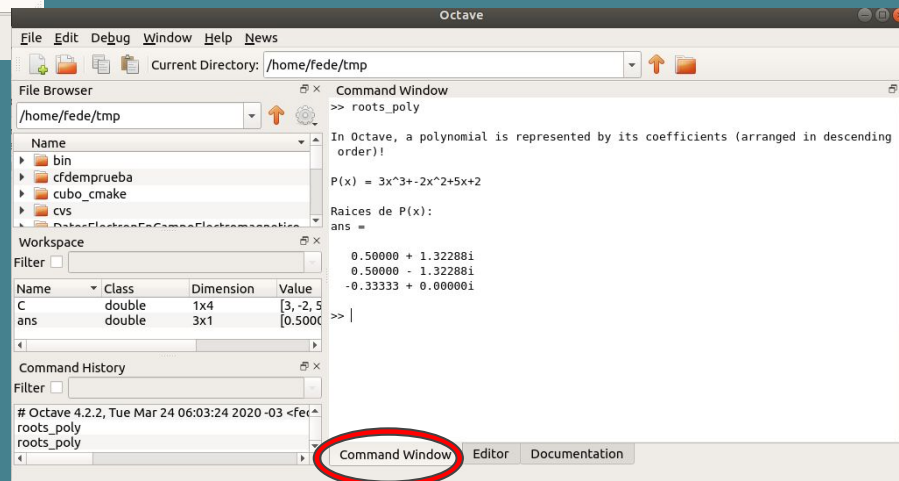 Octave
File Edit Debug Window Help News
Current Directory: /home/fede/tmp
File Browser
/home/fede/tmp
Name
bin
cfdemprueba
cubo_cmake
cvs
DatosElectronEnCampoElectromagnetico
Workspace
Filter
Name Class Dimension Value
C double 1x4 [3, -2, 5
ans double 3x1 [0.5000
Command History
Filter
# Octave 4.2.2, Tue Mar 24 06:03:24 2020 -03 <fed
roots_poly
roots_poly
Command Window
>> roots_poly
In Octave, a polynomial is represented by its coefficients (arranged in descending
order)!
P(x) = 3x^3+-2x^2+5x+2
Raices de P(x):
ans =
0.50000 + 1.32288i
0.50000 - 1.32288i
-0.33333 + 0.00000i
>>
Command Window Editor Documentation